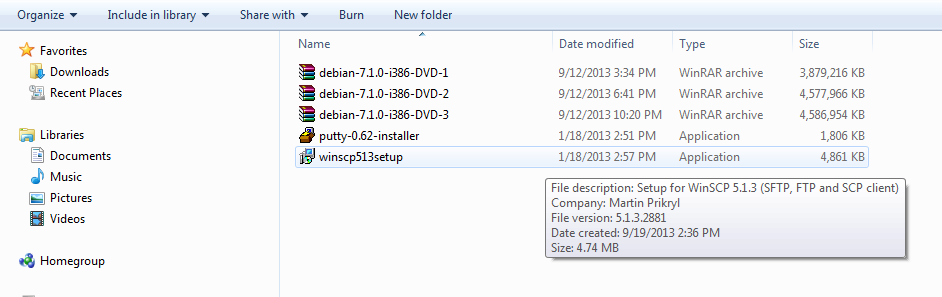 Organize Include in library Share with Burn New folder
Favorites
Downloads
Recent Places
Libraries
Documents
Music
Pictures
Videos
Homegroup
Name Date modified Type Size
debian-7.1.0-i386-DVD-1 9/12/2013 3:34 PM WinRAR archive 3,879,216 KB
debian-7.1.0-i386-DVD-2 9/12/2013 6:41 PM WinRAR archive 4,577,966 KB
debian-7.1.0-i386-DVD-3 9/12/2013 10:20 PM WinRAR archive 4,586,954 KB
putty-0.62-installer 1/18/2013 2:51 PM Application 1,806 KB
winscp513setup 1/18/2013 2:57 PM Application 4,861 KB
File description: Setup for WinSCP 5.1.3 (SFTP, FTP and SCP client)
Company: Martin Prikryl
File version: 5.1.3.2881
Date created: 9/19/2013 2:36 PM
Size: 4.74 MB